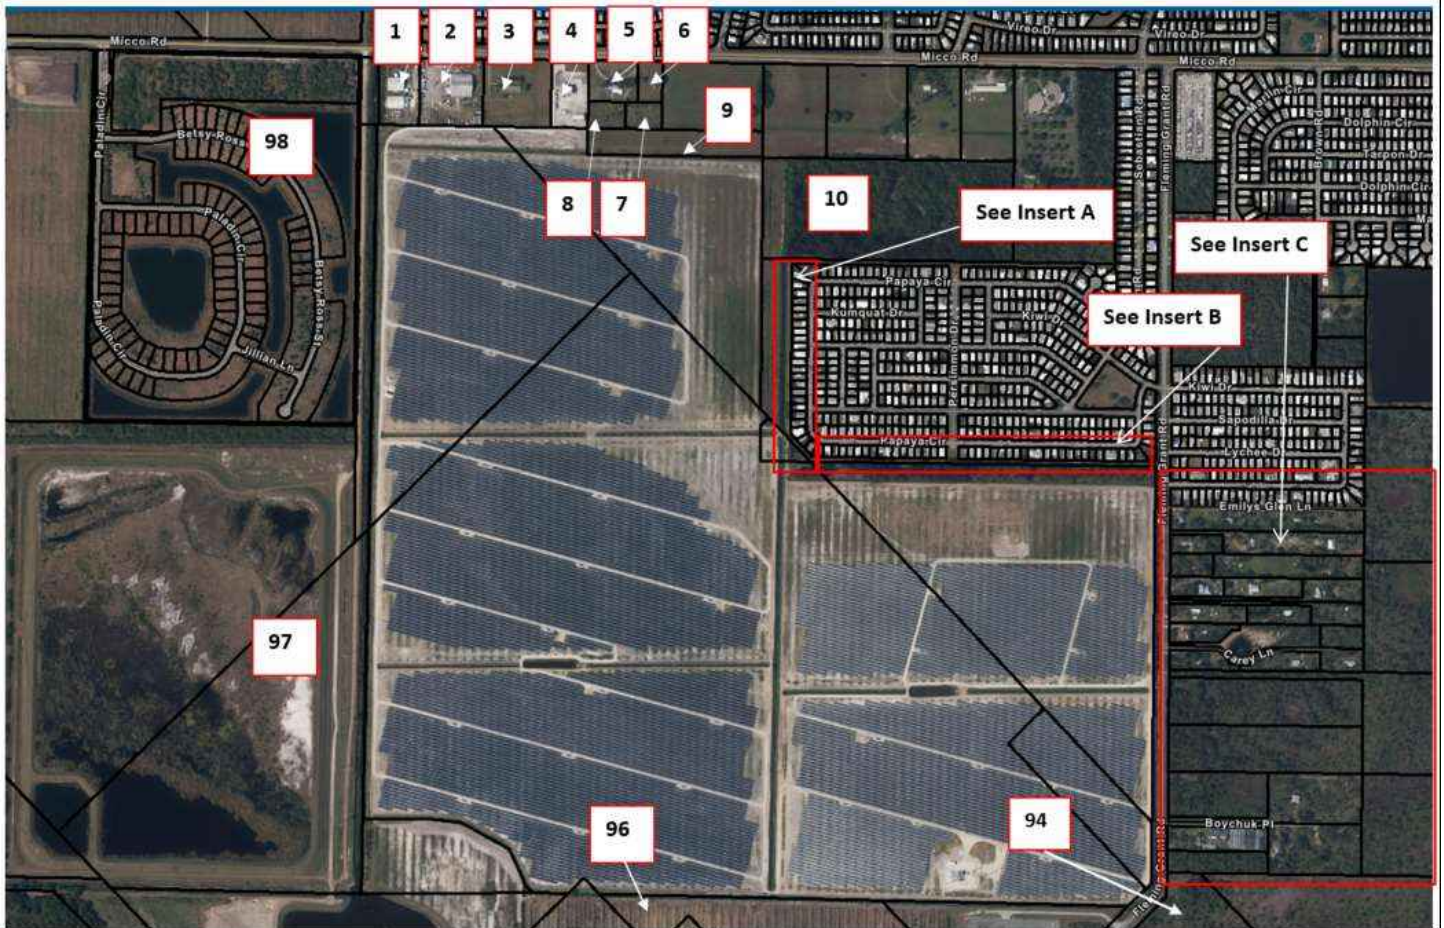 Vireo Dr
Vireo Dr
Micco Rd
1
2
3
4
5
6
Micco Rd
Micco Rd
Paladin Cir
Betsy Ross
98
9
Sebastian Rd
Fleming Grant Rd
Marlin Cir
Dolphin Cir
Brown Rd
Tarpon Dr
Dolphin Cir
8
7
10
See Insert A
Paladin Cir
Ma
See Insert C
Betsy Ross St
Papaya Cir
Kumquat Dr
Kiwi Dr
See Insert B
Persimmon Dr
Paladin Cir
Jillian Ln
Kiwi Dr
Sapodilla Dr
Papaya Cir
Lychee Dr
Fleming Grant Rd
Emilys Glen Ln
97
Carey Ln
96
94
Boychuk Pl
Fleming Grant Rd